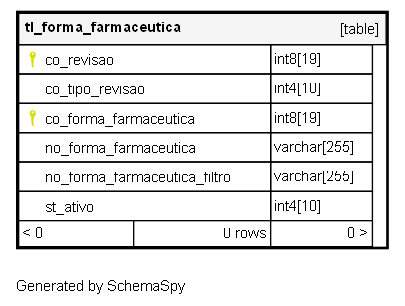 tl_forma_farmaceutica [table]
co_revisao int8[19]
co_tipo_revisao int4[10]
co_forma_farmaceutica int8[19]
no_forma_farmaceutica varchar[255]
no_forma_farmaceutica_filtro varchar[255]
st_ativo int4[10]
< 0 0 rows 0 >
Generated by SchemaSpy